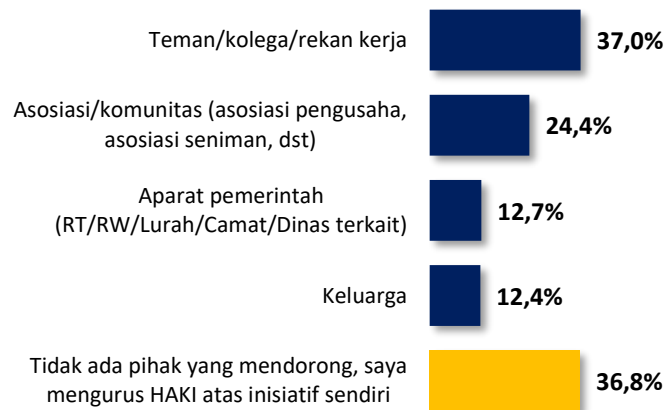 Teman/kolega/rekan kerja
37,0%
Asosiasi/komunitas (asosiasi pengusaha,
asosiasi seniman, dst)
24,4%
Aparat pemerintah
(RT/RW/Lurah/Camat/Dinas terkait)
12,7%
Keluarga
12,4%
Tidak ada pihak yang mendorong, saya
mengurus HAKI atas inisiatif sendiri
36,8%